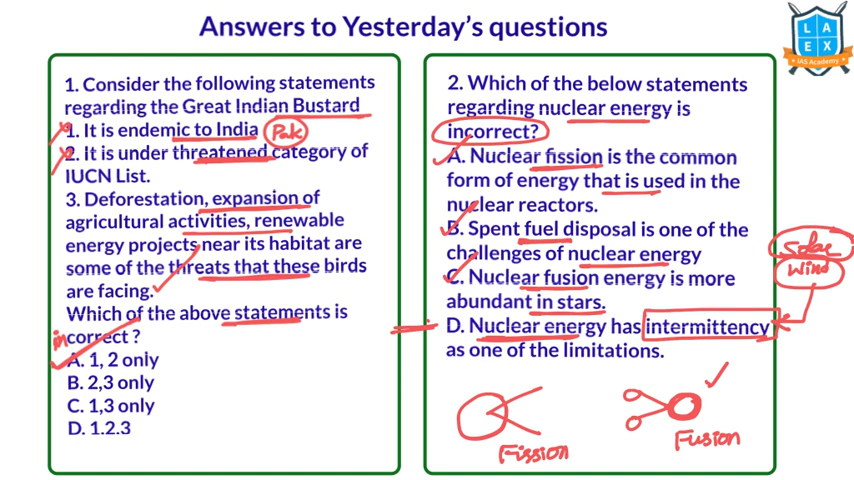 Answers to Yesterday's questions
L A
E X
IAS Academy
1. Consider the following statements
regarding the Great Indian Bustard
1. It is endemic to India Pak
2. It is under threatened category of
IUCN List.
3. Deforestation, expansion of
agricultural activities, renewable
energy projects near its habitat are
some of the threats that these birds
are facing.
Which of the above statements is
in correct ?
A. 1, 2 only
B. 2,3 only
C. 1,3 only
D. 1.2.3
2. Which of the below statements
regarding nuclear energy is
incorrect?
A. Nuclear fission is the common
form of energy that is used in the
nuclear reactors.
B. Spent fuel disposal is one of the
challenges of nuclear energy
C. Nuclear fusion energy is more
abundant in stars.
D. Nuclear energy has intermittency
as one of the limitations.
Solar
Wind
Fission
Fusion